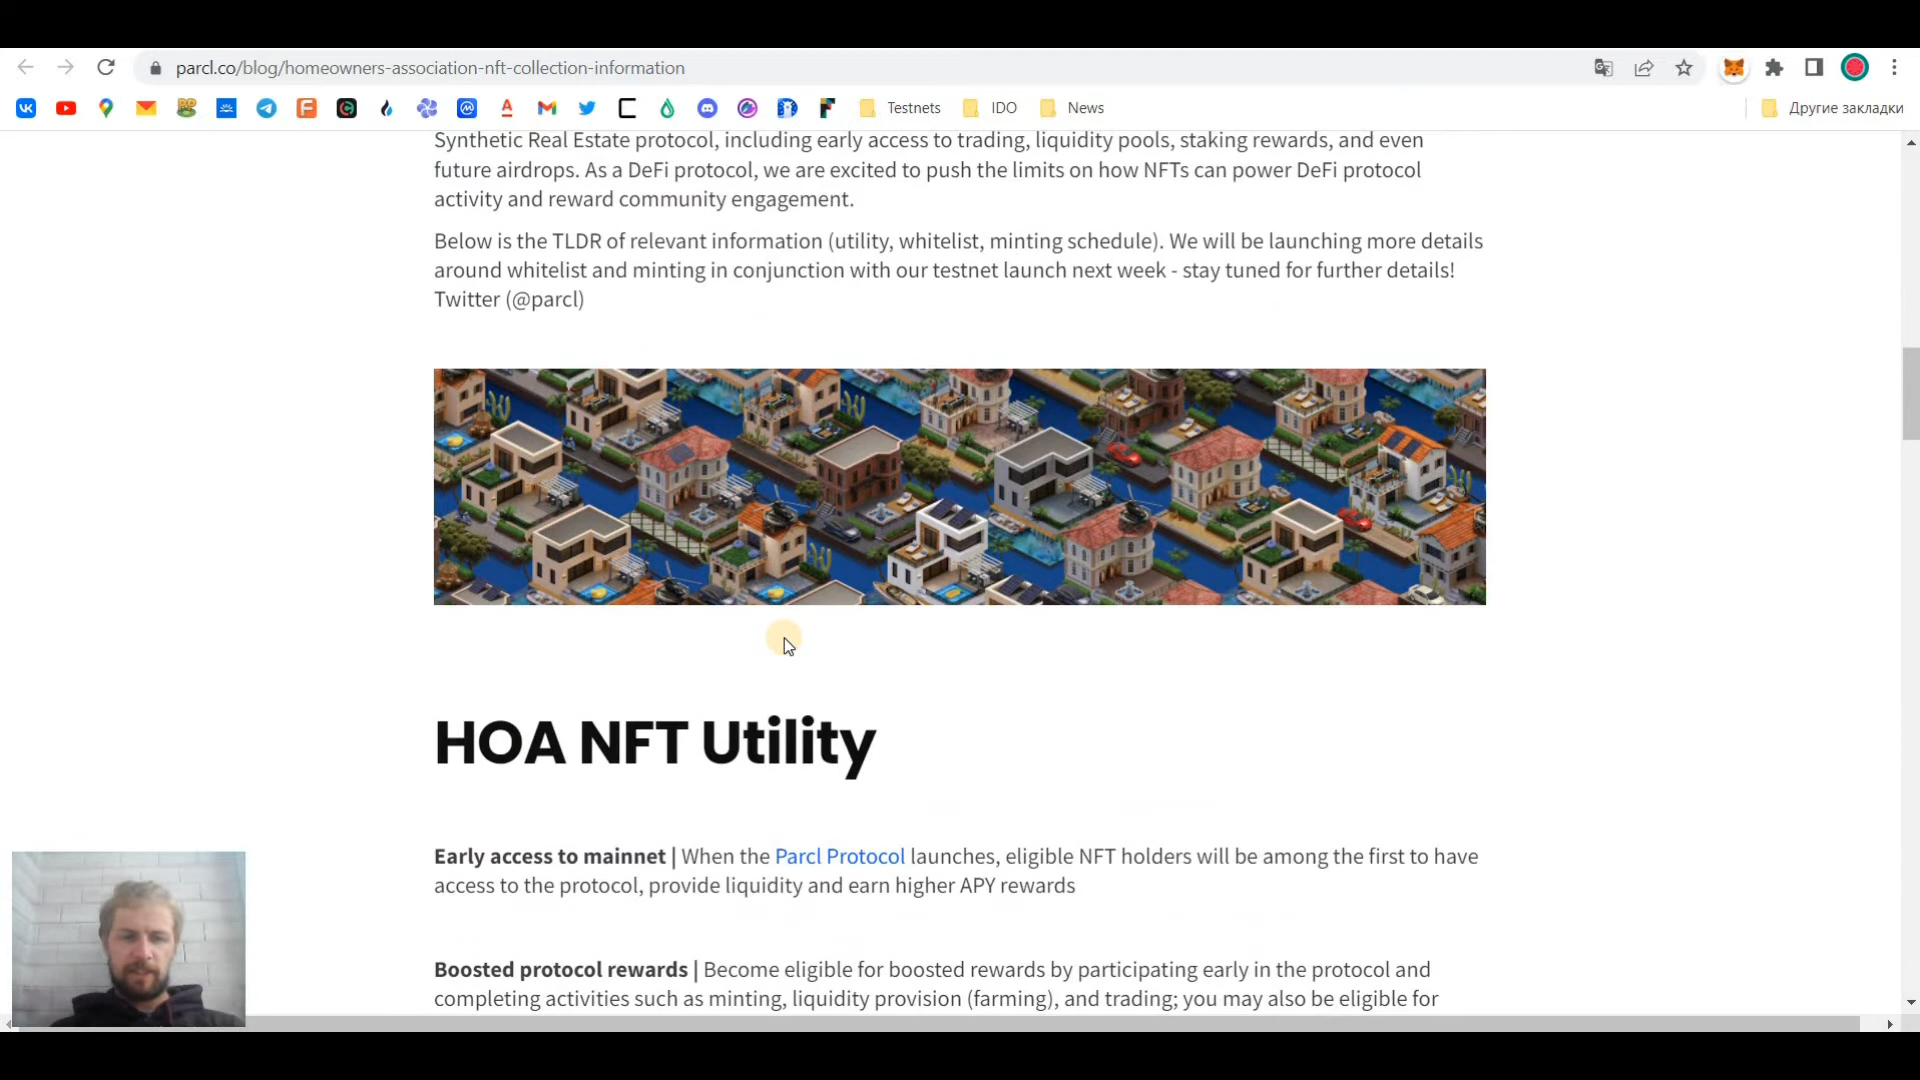 parcl.co/blog/homeowners-association-nft-collection-information
Testnets
IDO
News
Другие закладки
Synthetic Real Estate protocol, including early access to trading, liquidity pools, staking rewards, and even
future airdrops. As a DeFi protocol, we are excited to push the limits on how NFTs can power DeFi protocol
activity and reward community engagement.
Below is the TLDR of relevant information (utility, whitelist, minting schedule). We will be launching more details
around whitelist and minting in conjunction with our testnet launch next week - stay tuned for further details!
Twitter (@parcl)
HOA NFT Utility
Early access to mainnet | When the Parcl Protocol launches, eligible NFT holders will be among the first to have
access to the protocol, provide liquidity and earn higher APY rewards
Boosted protocol rewards | Become eligible for boosted rewards by participating early in the protocol and
completing activities such as minting, liquidity provision (farming), and trading; you may also be eligible for